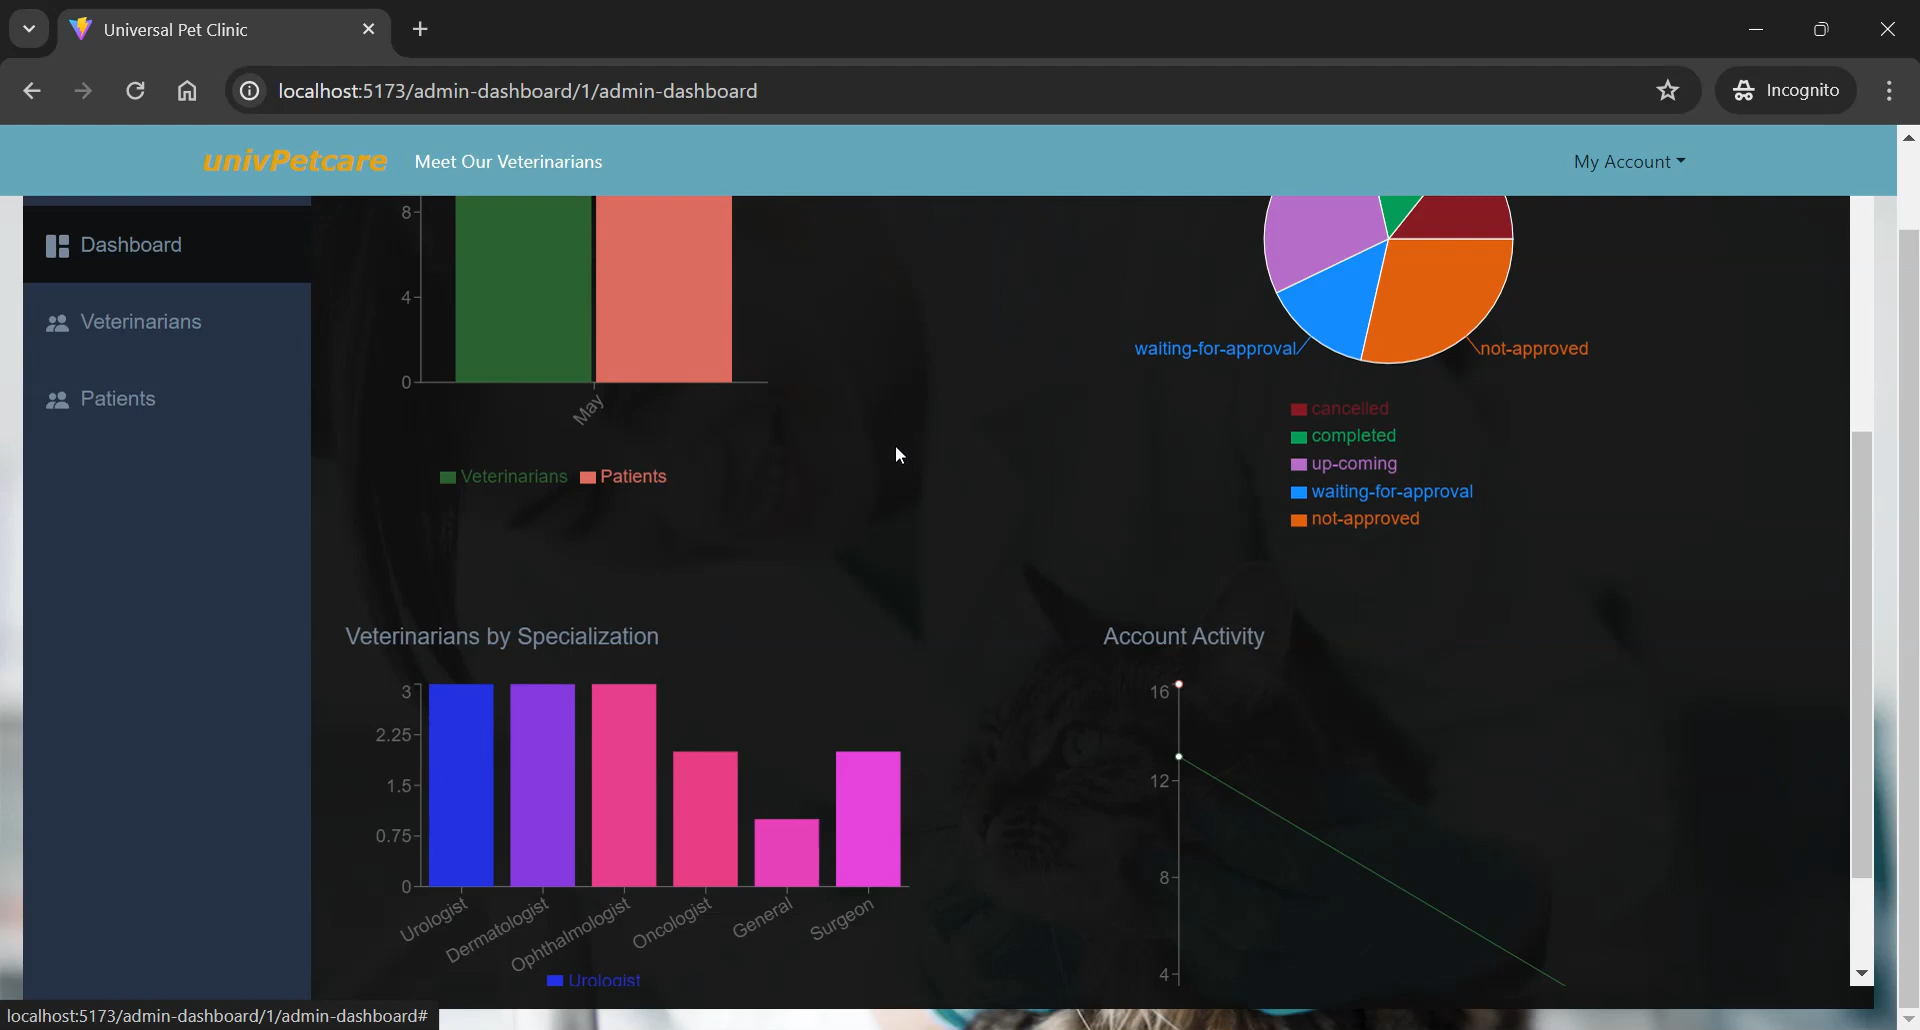 Universal Pet Clinic
localhost:5173/admin-dashboard/1/admin-dashboard
Incognito
univPetcare
Meet Our Veterinarians
My Account
Dashboard
Veterinarians
Patients
8
4
0
May
Veterinarians
Patients
waiting-for-approval
not-approved
cancelled
completed
up-coming
waiting-for-approval
not-approved
Veterinarians by Specialization
3
2.25
1.5
0.75
0
Urologist
Dermatologist
Ophthalmologist
Oncologist
General
Surgeon
Urologist
Account Activity
16
12
8
4
localhost:5173/admin-dashboard/1/admin-dashboard#